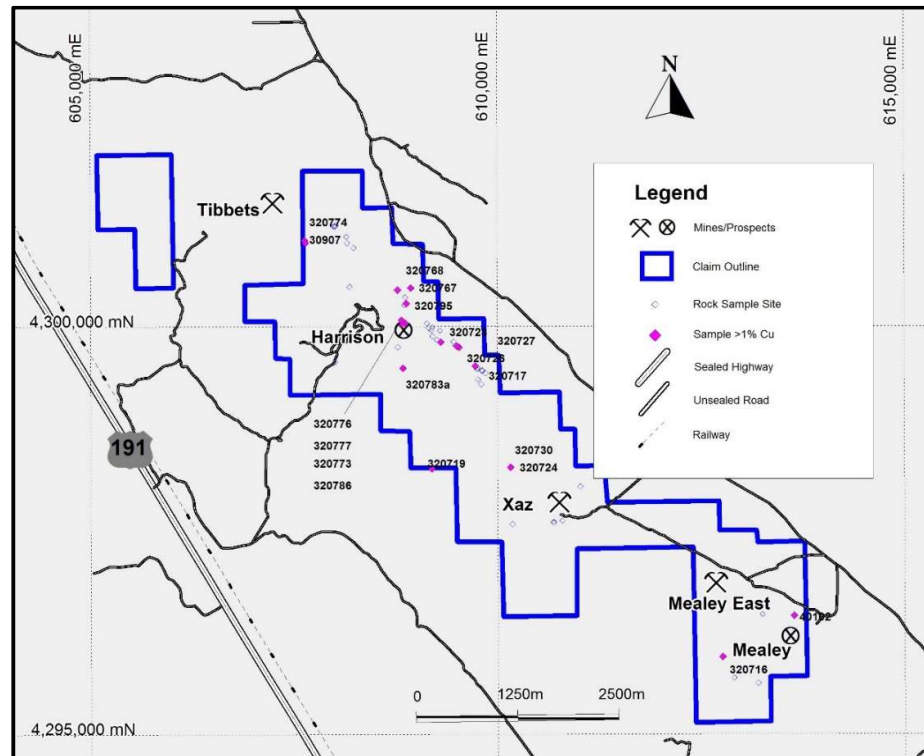 605,000 mE
610,000 mE
615,000 mE
N
Tibbets
320774
30907
320768
320767
320795
4,300,000 mN
Harrison
320723
320727
320726
320717
320783a
320776
320777
320773
320786
191
320719
320730
320724
Xaz
Mealey East
40102
Mealey
320716
0 1250m 2500m
4,295,000 mN
Legend
Mines/Prospects
Claim Outline
Rock Sample Site
Sample >1% Cu
Sealed Highway
Unsealed Road
Railway